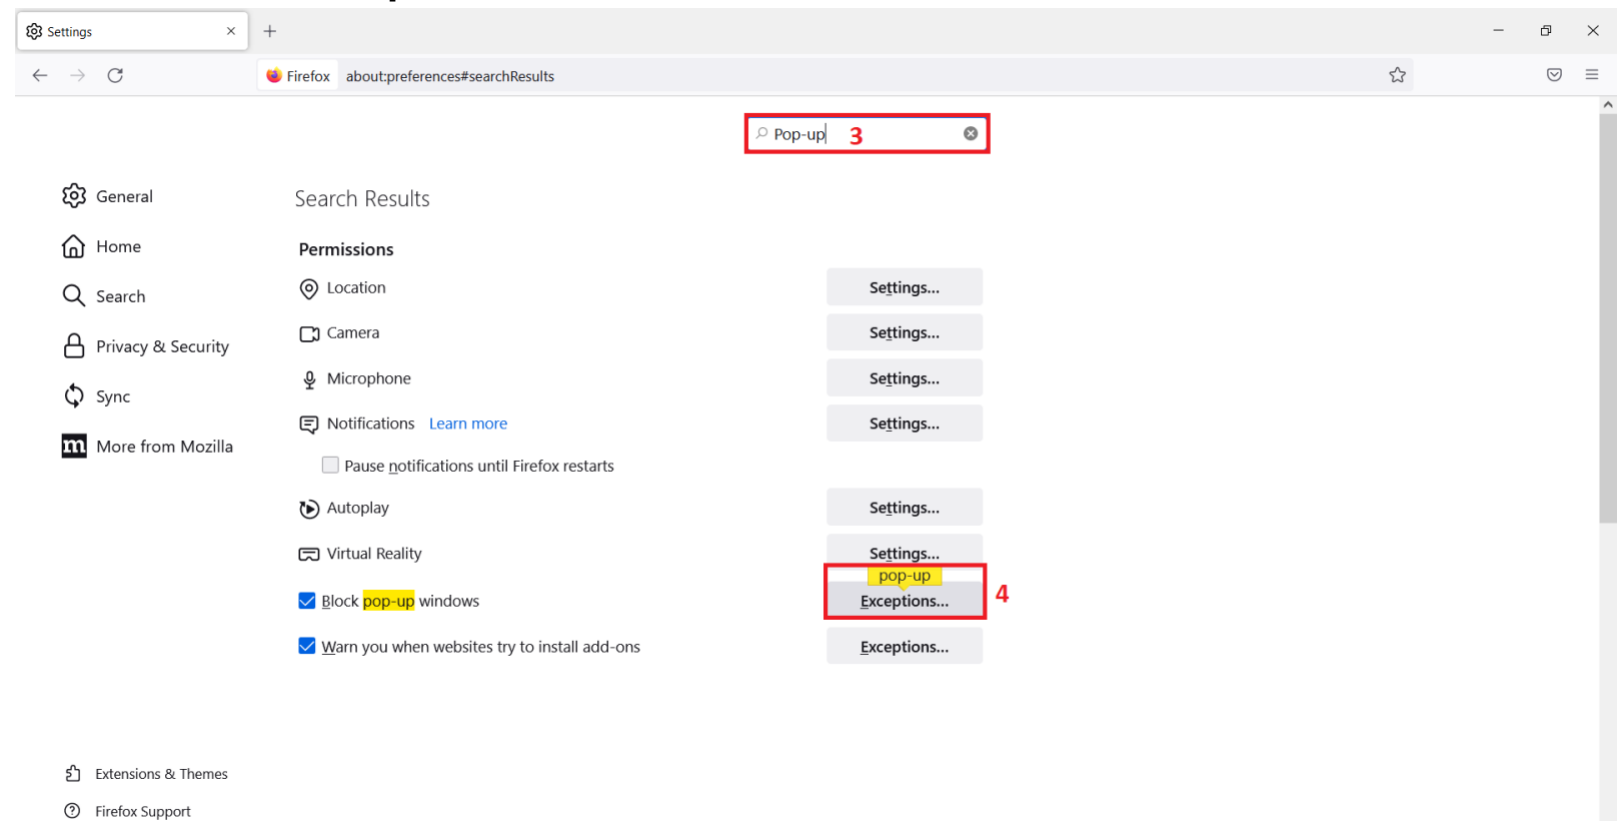 Settings
Firefox about:preferences#searchResults
Pop-up 3
General
Home
Search
Privacy & Security
Sync
More from Mozilla
Search Results
Permissions
Location Settings...
Camera Settings...
Microphone Settings...
Notifications Learn more Settings...
Pause notifications until Firefox restarts
Autoplay Settings...
Virtual Reality Settings...
pop-up
Block pop-up windows Exceptions... 4
Warn you when websites try to install add-ons Exceptions...
Extensions & Themes
Firefox Support